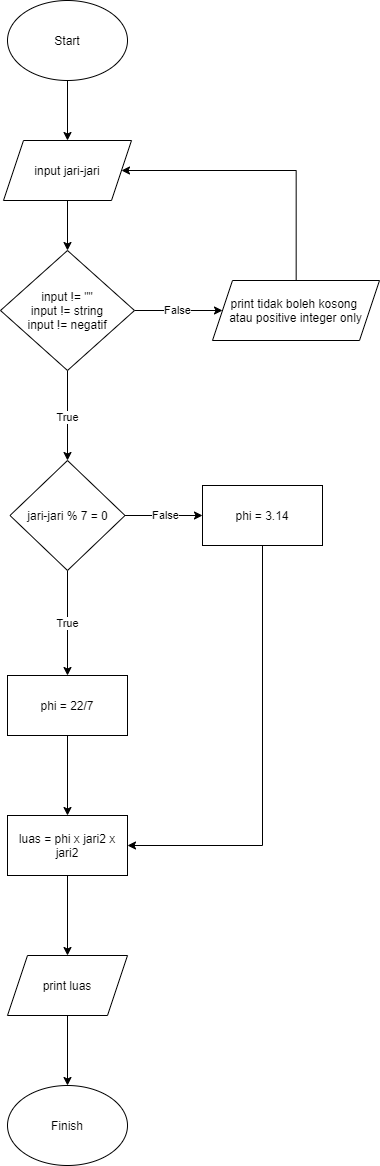 Start
input jari-jari
input != ""
input != string
input != negatif
False
print tidak boleh kosong
atau positive integer only
True
jari-jari % 7 = 0
False
phi = 3.14
True
phi = 22/7
luas = phi x jari2 x
jari2
print luas
Finish